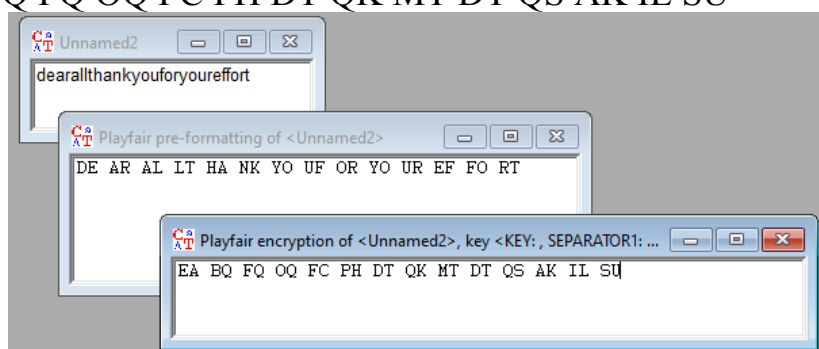 Q FQ OQ FC PH DT QK MT DT QS AK IL SU
Unnamed2
dearallthankyouforyoureffort
Playfair pre-formatting of <Unnamed2>
DE AR AL LT HA NK YO UF OR YO UR EF FO RT
Playfair encryption of <Unnamed2>, key <KEY: , SEPARATOR1: ...
EA BQ FQ OQ FC PH DT QK MT DT QS AK IL SU